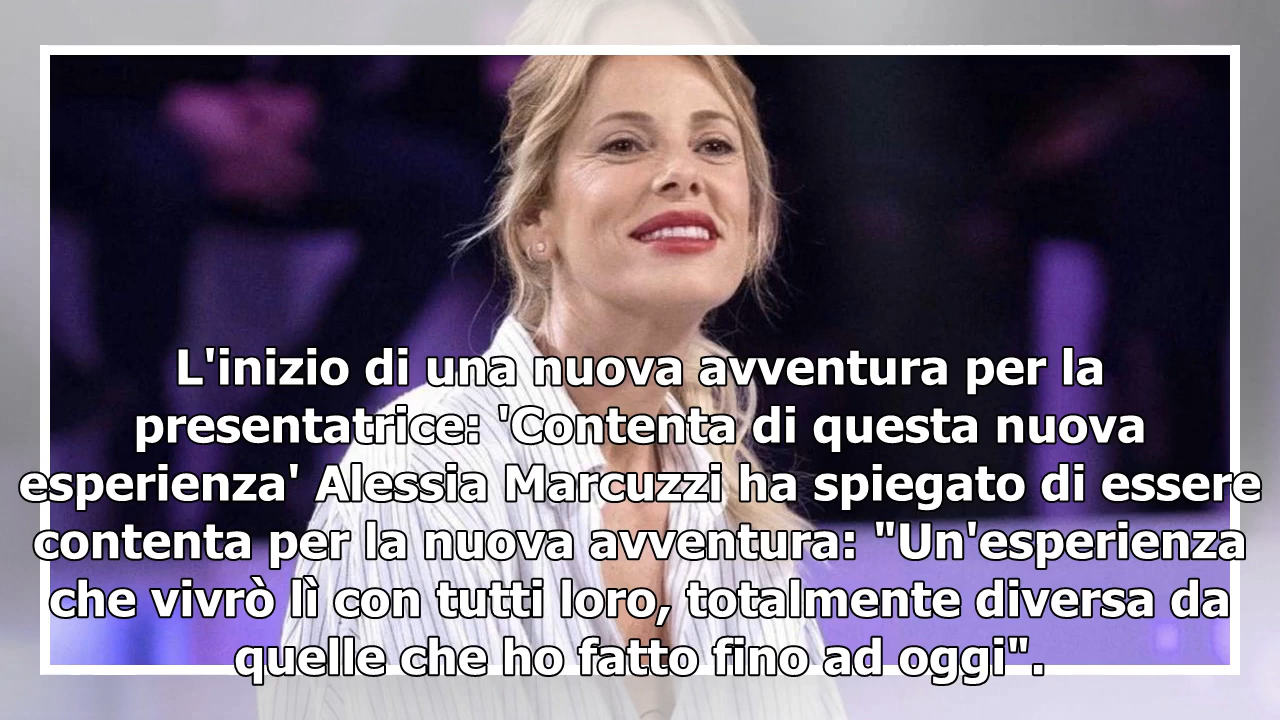 L'inizio di una nuova avventura per la
presentatrice: 'Contenta di questa nuova
esperienza' Alessia Marcuzzi ha spiegato di essere
contenta per la nuova avventura: "Un'esperienza
che vivrò lì con tutti loro, totalmente diversa da
quelle che ho fatto fino ad oggi".